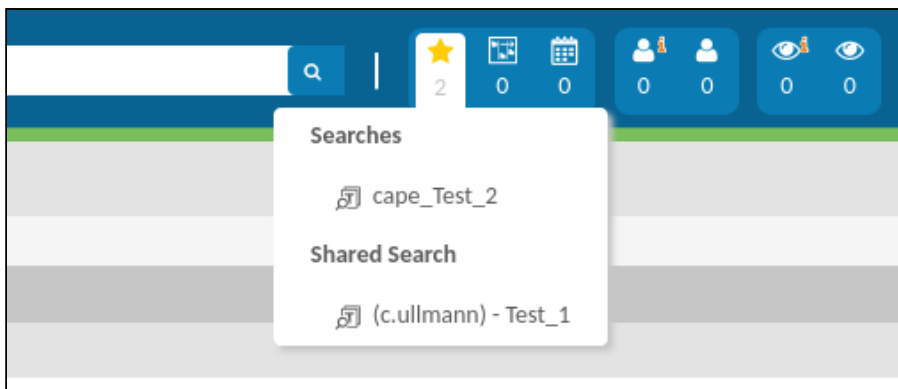 2 0 0 0 0 0 0
Searches
cape_Test_2
Shared Search
(c.ullmann) - Test_1